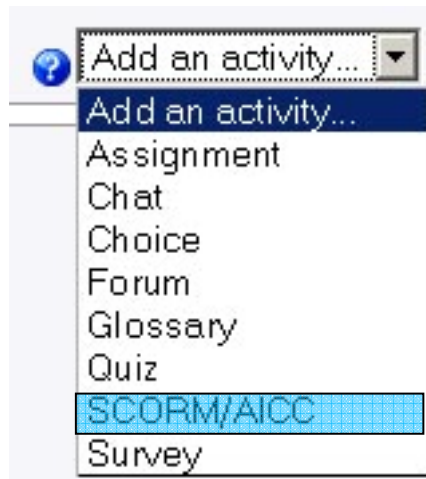 Add an activity...
Add an activity...
Assignment
Chat
Choice
Forum
Glossary
Quiz
SCORM/AICC
Survey